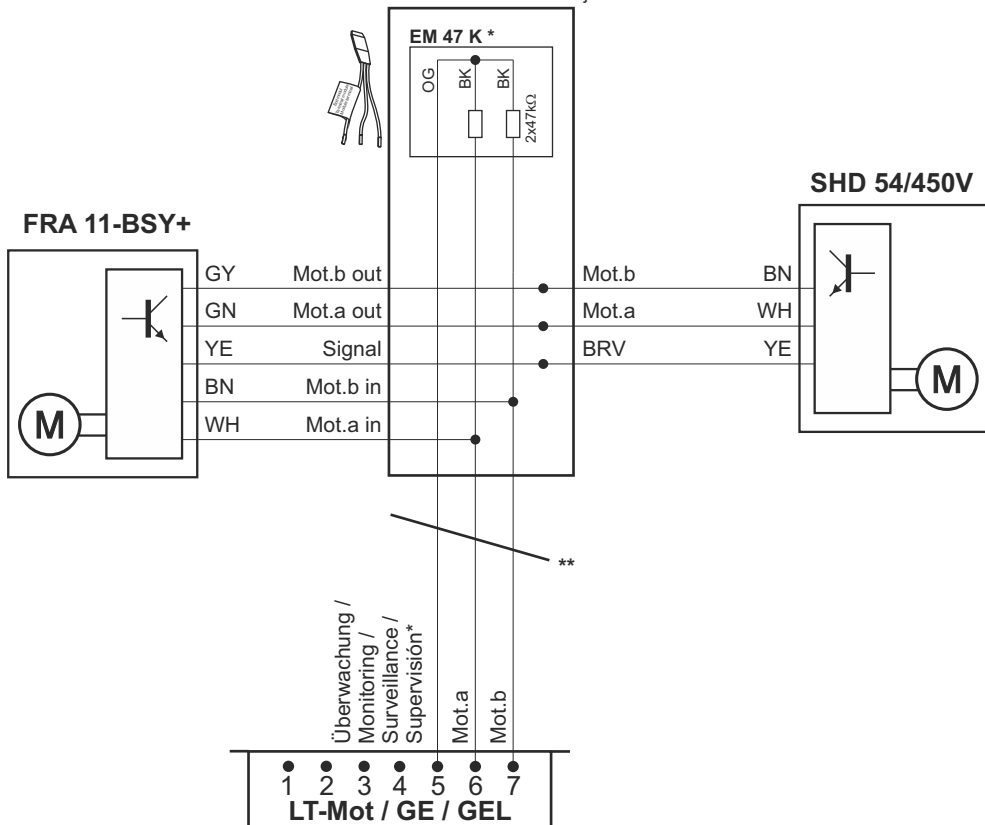 EM 47 K *
OG
BK
BK
2x47kΩ
SHD 54/450V
FRA 11-BSY+
GY Mot.b out Mot.b BN
GN Mot.a out Mot.a WH
YE Signal BRV YE
BN Mot.b in
WH Mot.a in
M
M
**
Überwachung /
Monitoring /
Surveillance /
Supervisión*
Mot.a
Mot.b
1 2 3 4 5 6 7
LT-Mot / GE / GEL